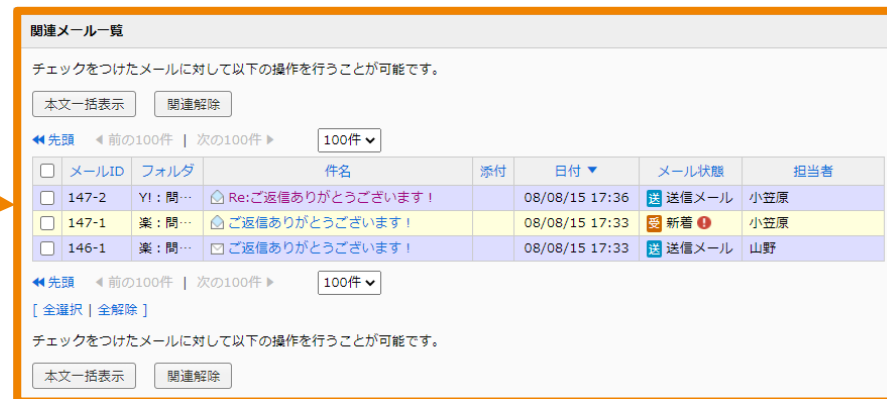 関連メール一覧
チェックをつけたメールに対して以下の操作を行うことが可能です。
本文一括表示 関連解除
先頭 前の100件 | 次の100件 100件
メールID フォルダ 件名 添付 日付 ▼ メール状態 担当者
147-2 Y!：問… Re:ご返信ありがとうございます！ 08/08/15 17:36 送 送信メール 小笠原
147-1 楽：問… ご返信ありがとうございます！ 08/08/15 17:33 受 新着 小笠原
146-1 楽：問… ご返信ありがとうございます！ 08/08/15 17:33 送 送信メール 山野
先頭 前の100件 | 次の100件 100件
[ 全選択 | 全解除 ]
チェックをつけたメールに対して以下の操作を行うことが可能です。
本文一括表示 関連解除